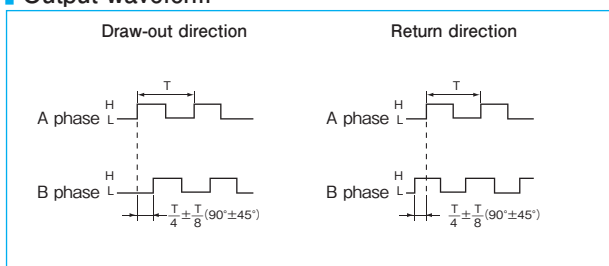 Output waveform
Draw-out direction
Return direction
T
A phase H L
T
A phase H L
B phase H L
T/4 ± T/8 (90°±45°)
B phase H L
T/4 ± T/8 (90°±45°)